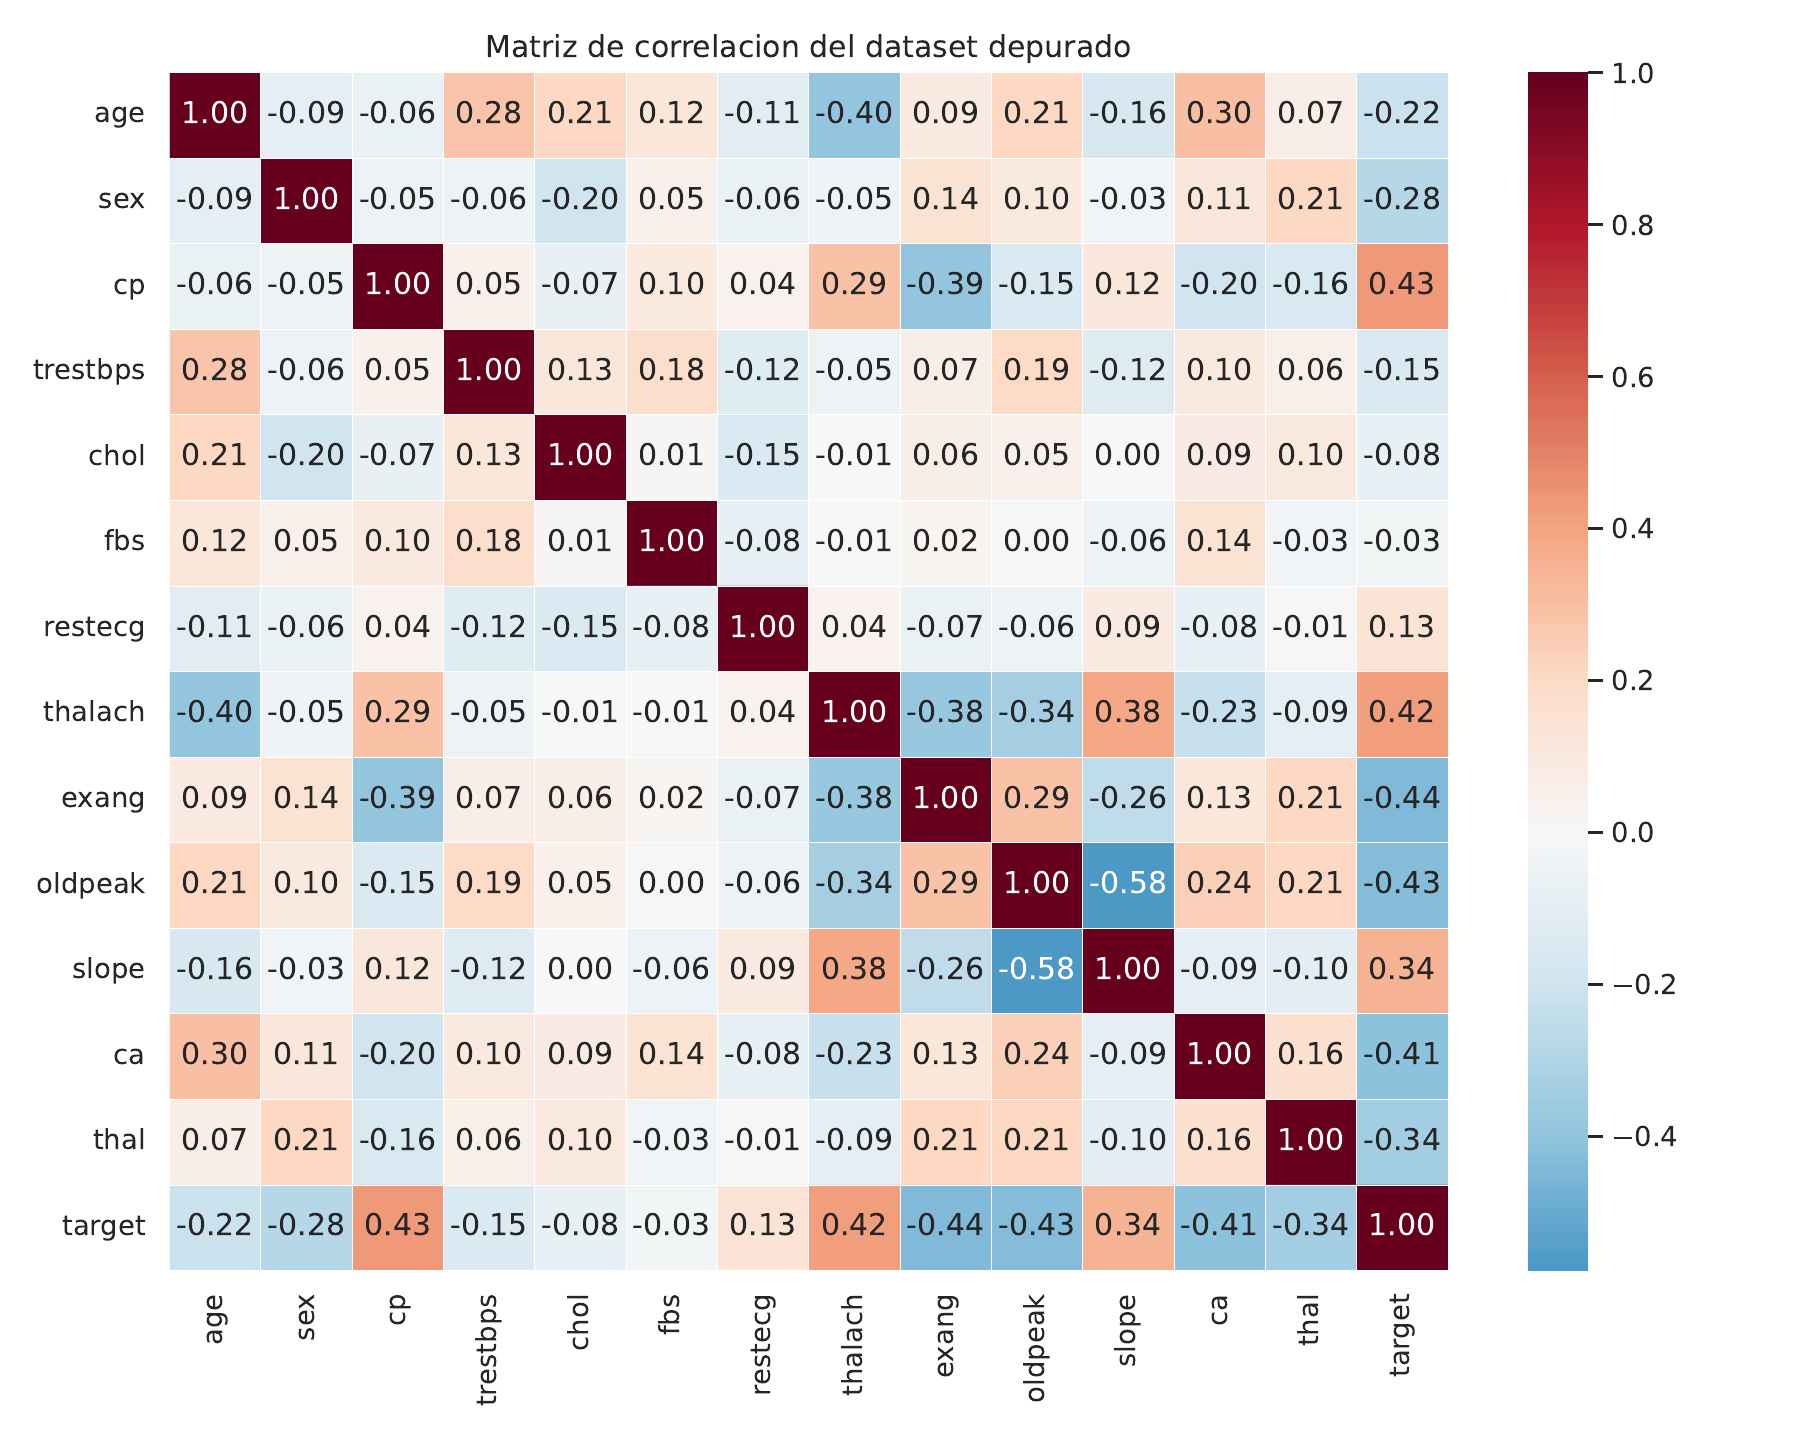 Matriz de correlacion del dataset depurado
age 1.00 -0.09 -0.06 0.28 0.21 0.12 -0.11 -0.40 0.09 0.21 -0.16 0.30 0.07 -0.22
sex -0.09 1.00 -0.05 -0.06 -0.20 0.05 -0.06 -0.05 0.14 0.10 -0.03 0.11 0.21 -0.28
cp -0.06 -0.05 1.00 0.05 -0.07 0.10 0.04 0.29 -0.39 -0.15 0.12 -0.20 -0.16 0.43
trestbps 0.28 -0.06 0.05 1.00 0.13 0.18 -0.12 -0.05 0.07 0.19 -0.12 0.10 0.06 -0.15
chol 0.21 -0.20 -0.07 0.13 1.00 0.01 -0.15 -0.01 0.06 0.05 0.00 0.09 0.10 -0.08
fbs 0.12 0.05 0.10 0.18 0.01 1.00 -0.08 -0.01 0.02 0.00 -0.06 0.14 -0.03 -0.03
restecg -0.11 -0.06 0.04 -0.12 -0.15 -0.08 1.00 0.04 -0.07 -0.06 0.09 -0.08 -0.01 0.13
thalach -0.40 -0.05 0.29 -0.05 -0.01 -0.01 0.04 1.00 -0.38 -0.34 0.38 -0.23 -0.09 0.42
exang 0.09 0.14 -0.39 0.07 0.06 0.02 -0.07 -0.38 1.00 0.29 -0.26 0.13 0.21 -0.44
oldpeak 0.21 0.10 -0.15 0.19 0.05 0.00 -0.06 -0.34 0.29 1.00 -0.58 0.24 0.21 -0.43
slope -0.16 -0.03 0.12 -0.12 0.00 -0.06 0.09 0.38 -0.26 -0.58 1.00 -0.09 -0.10 0.34
ca 0.30 0.11 -0.20 0.10 0.09 0.14 -0.08 -0.23 0.13 0.24 -0.09 1.00 0.16 -0.41
thal 0.07 0.21 -0.16 0.06 0.10 -0.03 -0.01 -0.09 0.21 0.21 -0.10 0.16 1.00 -0.34
target -0.22 -0.28 0.43 -0.15 -0.08 -0.03 0.13 0.42 -0.44 -0.43 0.34 -0.41 -0.34 1.00
age sex cp trestbps chol fbs restecg thalach exang oldpeak slope ca thal target
1.0
0.8
0.6
0.4
0.2
0.0
−0.2
−0.4